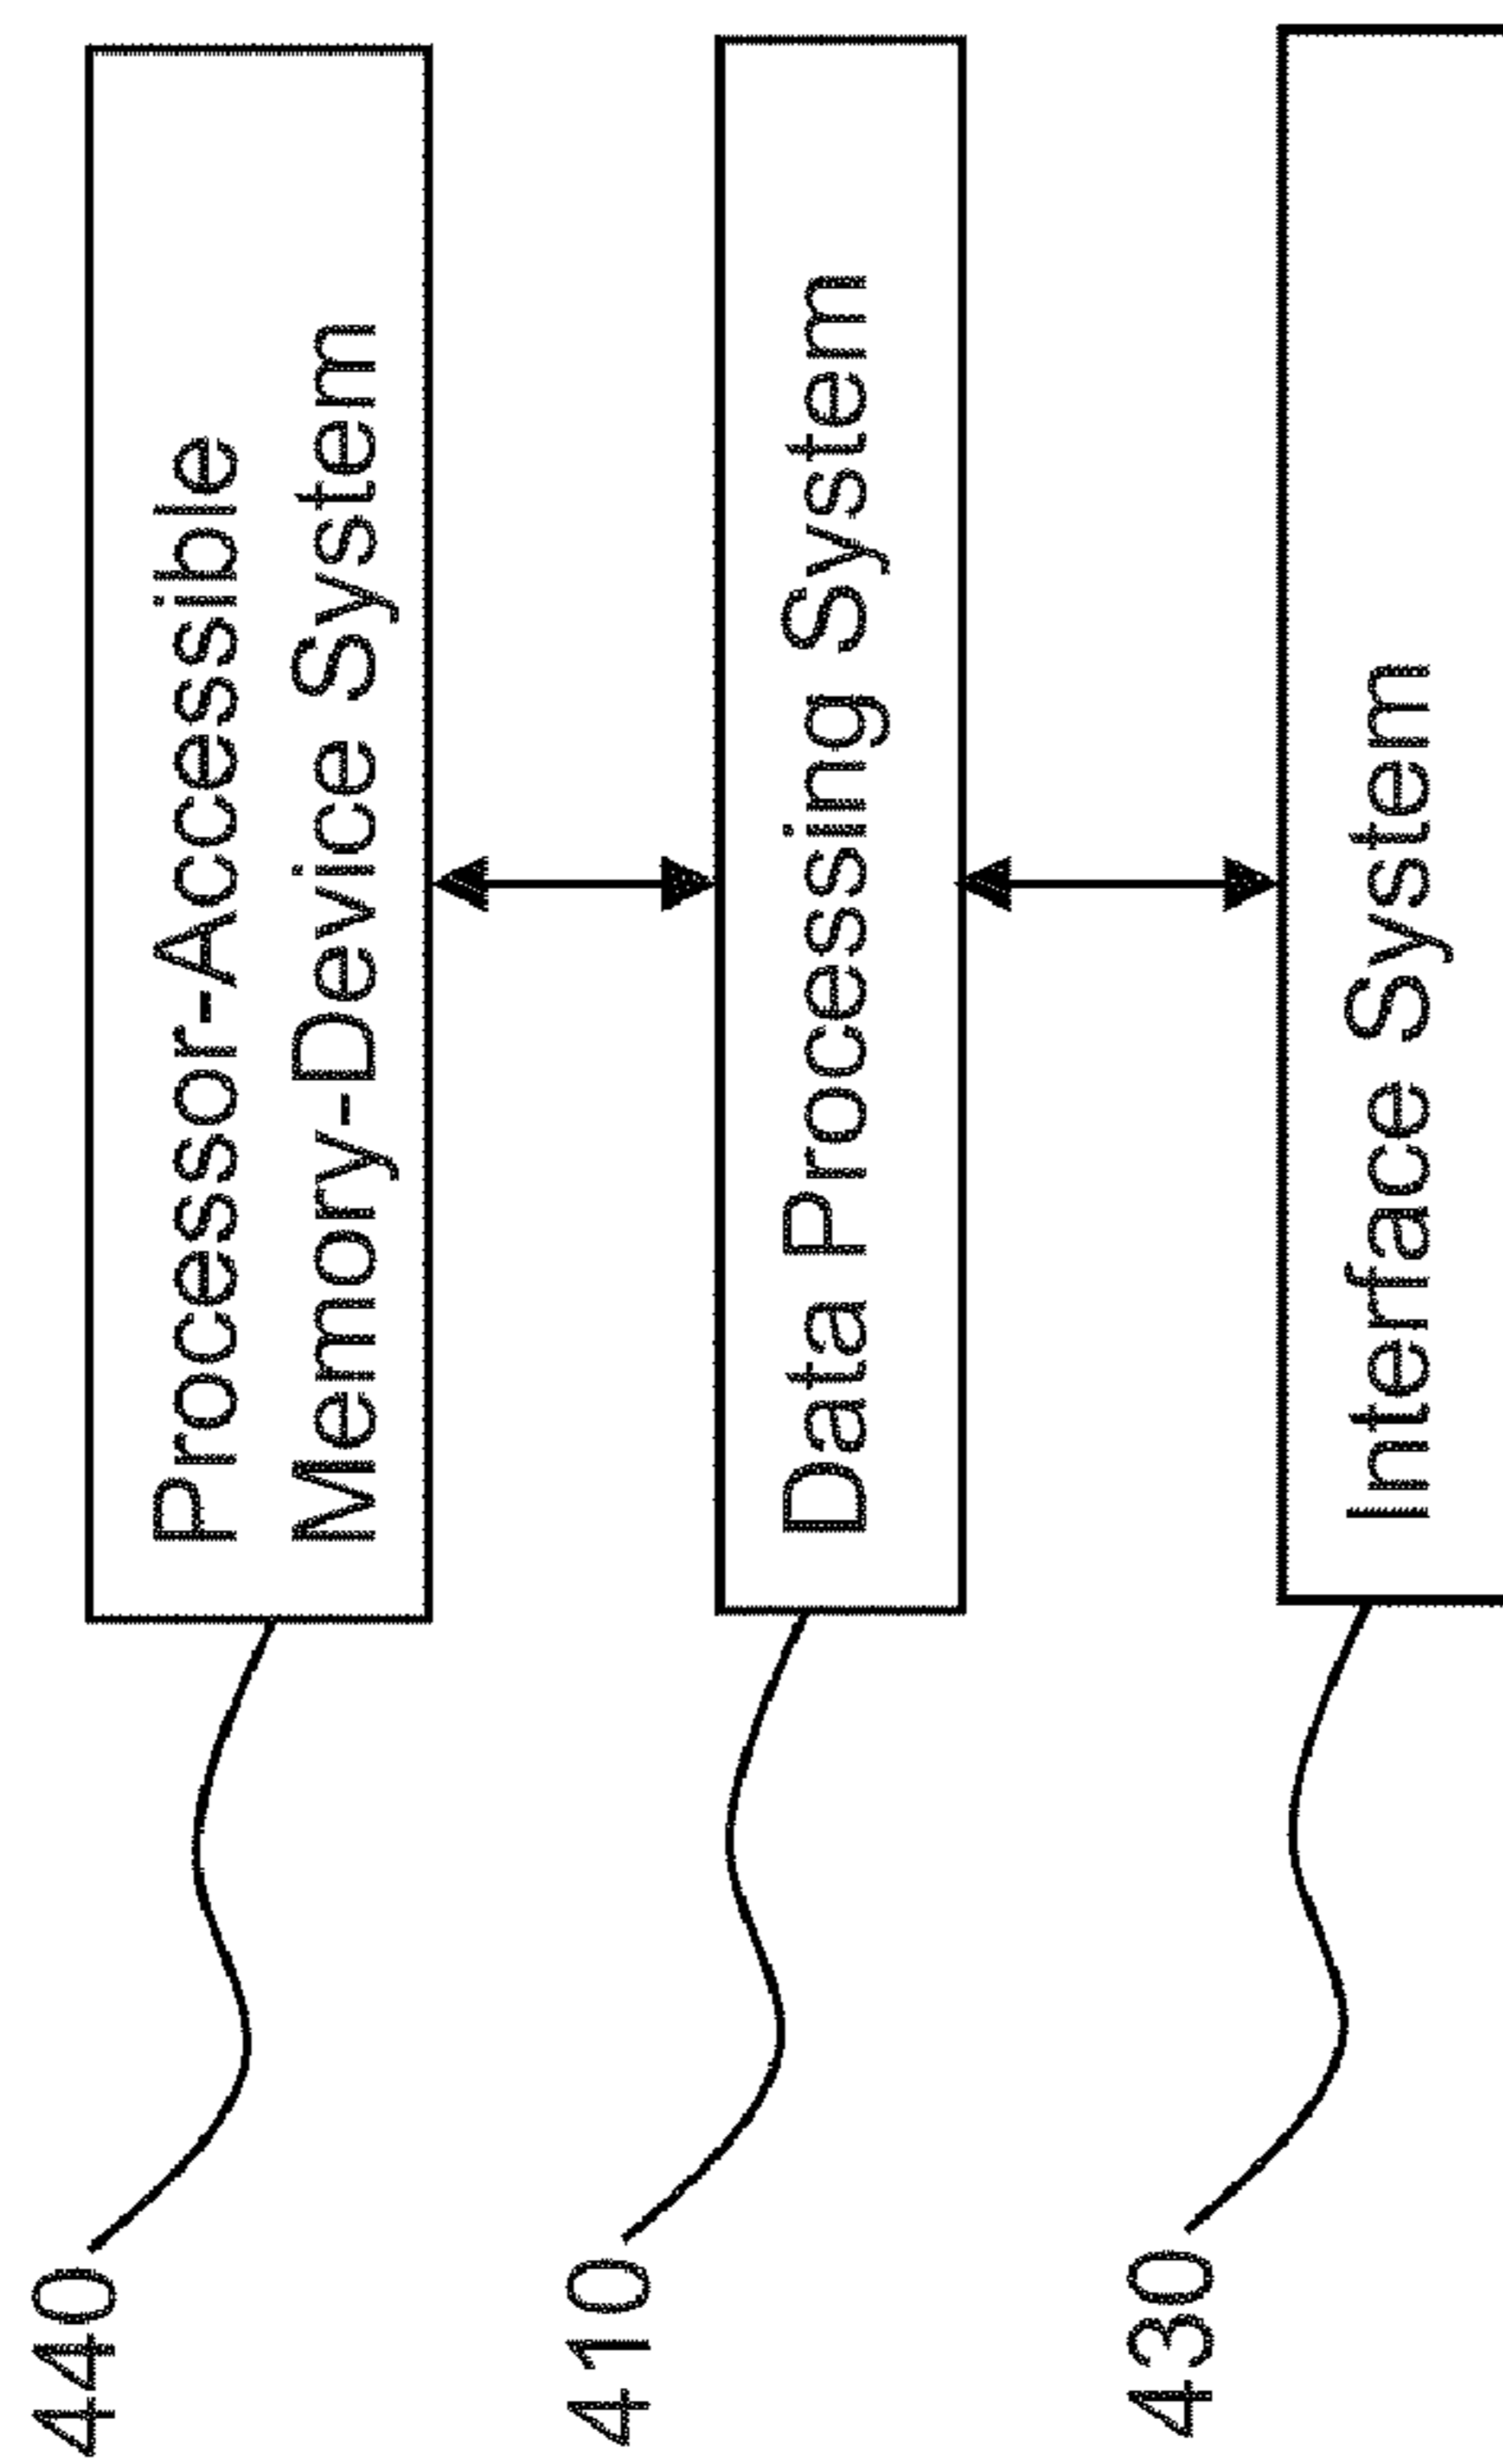 440
Processor-Accessible
Memory-Device System
410
Data Processing System
430
Interface System